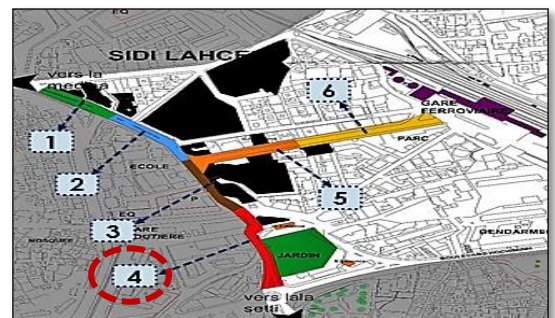 SIDI LAHCE
vers la
6
GARE
FERROVIAIRE
1
PARC
2
ECOLE
5
EQ
3
P
GARE
ROUTIERE
MOSQUEE
GENDARME
4
JARDIN
vers lala
setti